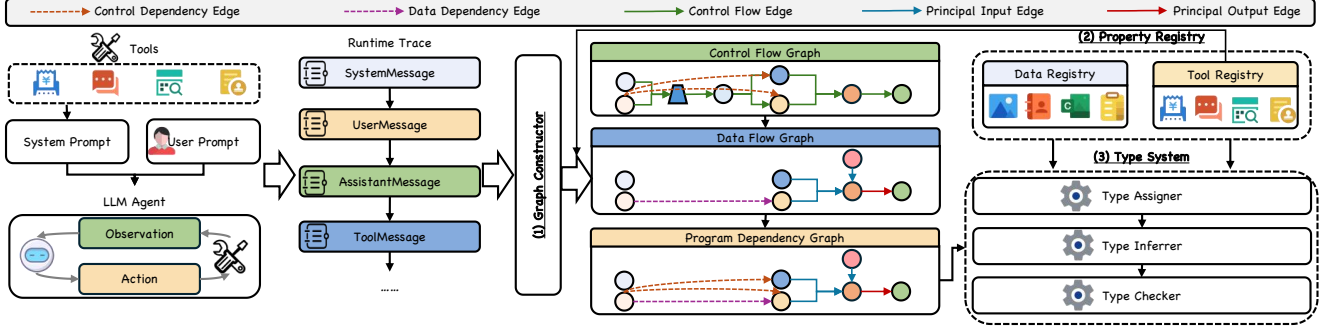 Control Dependency Edge
Data Dependency Edge
Control Flow Edge
Principal Input Edge
Principal Output Edge
Tools
System Prompt
User Prompt
LLM Agent
Observation
Action
Runtime Trace
SystemMessage
UserMessage
AssistantMessage
ToolMessage
……
(1) Graph Constructor
Control Flow Graph
Data Flow Graph
Program Dependency Graph
(2) Property Registry
Data Registry
Tool Registry
(3) Type System
Type Assigner
Type Inferrer
Type Checker